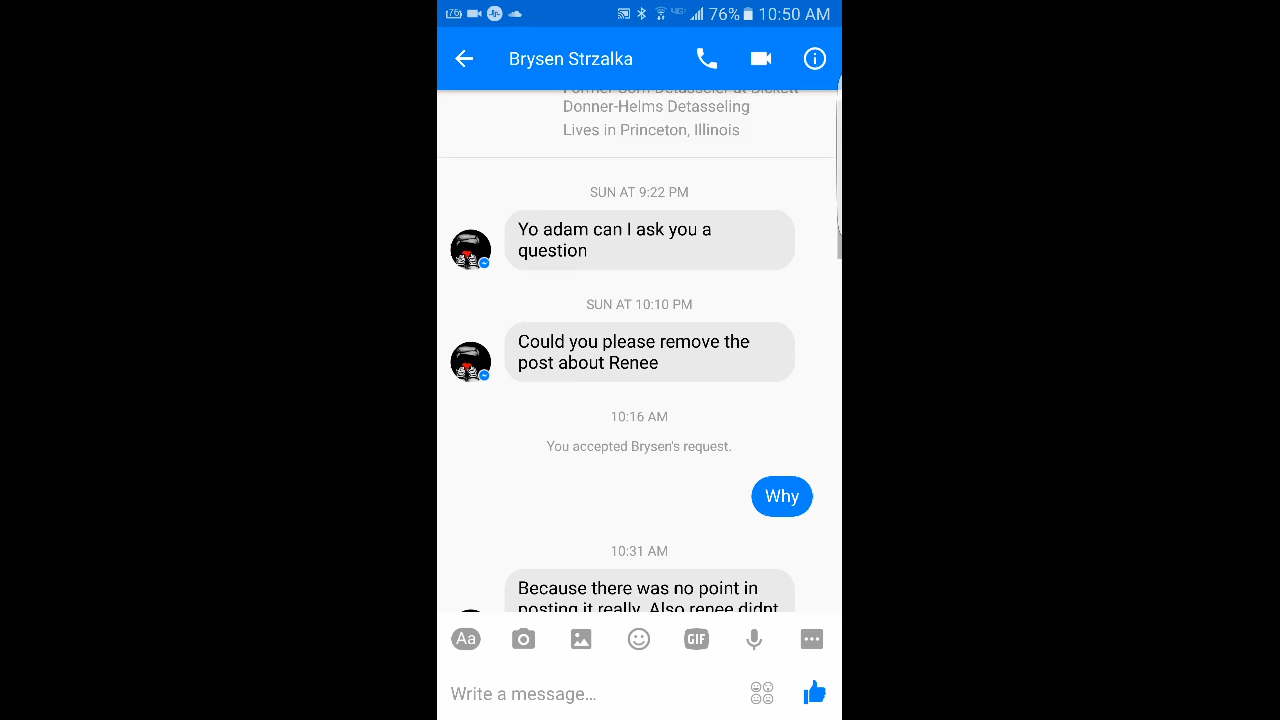 76 76% 10:50 AM
Brysen Strzalka
Donner-Helms Detasseling
Lives in Princeton, Illinois
SUN AT 9:22 PM
Yo adam can I ask you a
question
SUN AT 10:10 PM
Could you please remove the
post about Renee
10:16 AM
You accepted Brysen's request.
Why
10:31 AM
Because there was no point in
posting it really. Also renee didnt
Aa GIF
Write a message...